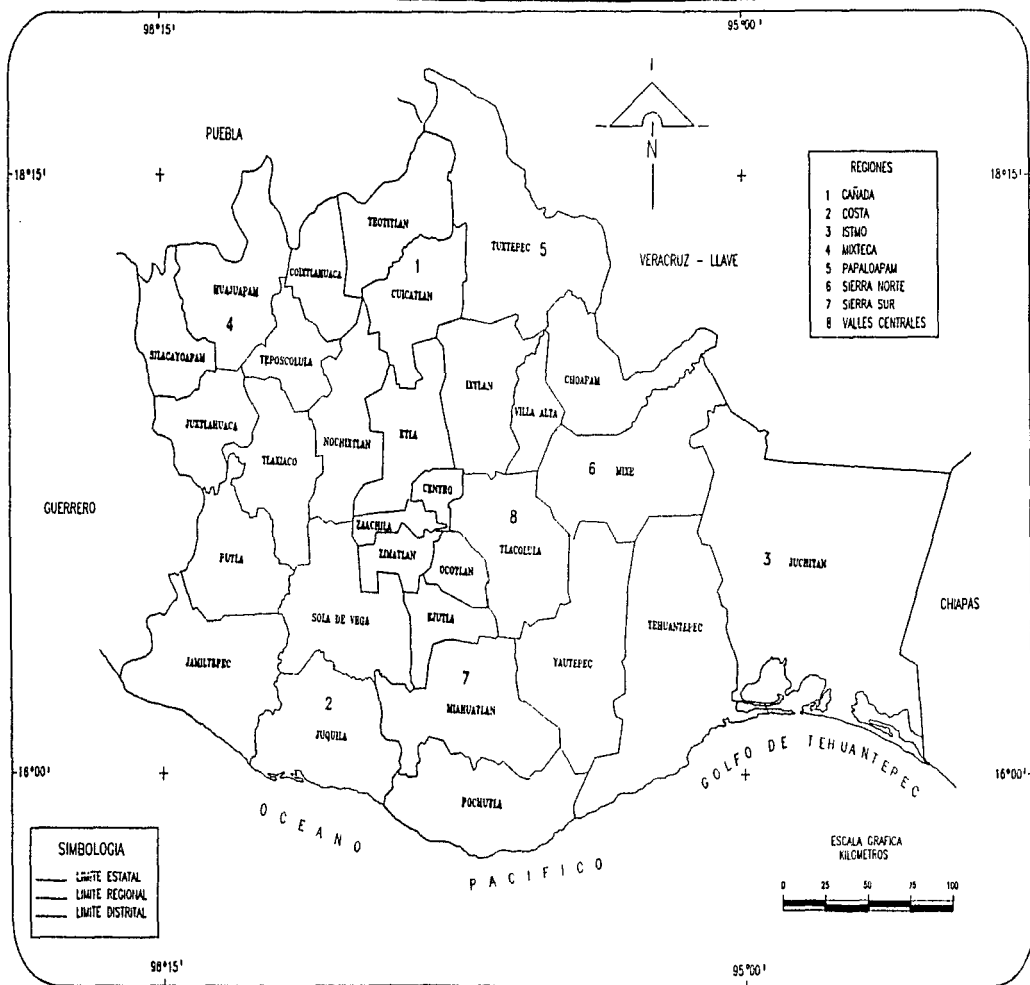 98°15'
95°00'
PUEBLA
N
18°15'
18°15'
REGIONES
1 CAÑADA
2 COSTA
3 ISTMO
4 MIXTECA
5 PAPALOAPAM
6 SIERRA NORTE
7 SIERRA SUR
8 VALLES CENTRALES
TEOTITLAN
TUXTEPEC 5
VERACRUZ - LLAVE
COIXTLAHUACA
1
CUICATLAN
HUAJUAPAM
4
SILACAYOAPAM
TEPOSCOLULA
IXTLAN
CHOAPAM
VILLA ALTA
JUXTLAHUACA
NOCHIXTLAN
ETLA
TLAXIACO
6 MIXE
CENTRO
GUERRERO
8
ZAACHILA
TLACOLULA
ZIMATLAN
OCOTLAN
PUTLA
3 JUCHITAN
CHIAPAS
SOLA DE VEGA
EJUTLA
TEHUANTEPEC
JAMILTEPEC
YAUTEPEC
7
MIAHUATLAN
2
JUQUILA
16°00'
16°00'
GOLFO DE TEHUANTEPEC
POCHUTLA
OCEANO
PACIFICO
SIMBOLOGIA
LIMITE ESTATAL
LIMITE REGIONAL
LIMITE DISTRITAL
ESCALA GRAFICA
KILOMETROS
0 25 50 75 100
98°15'
95°00'